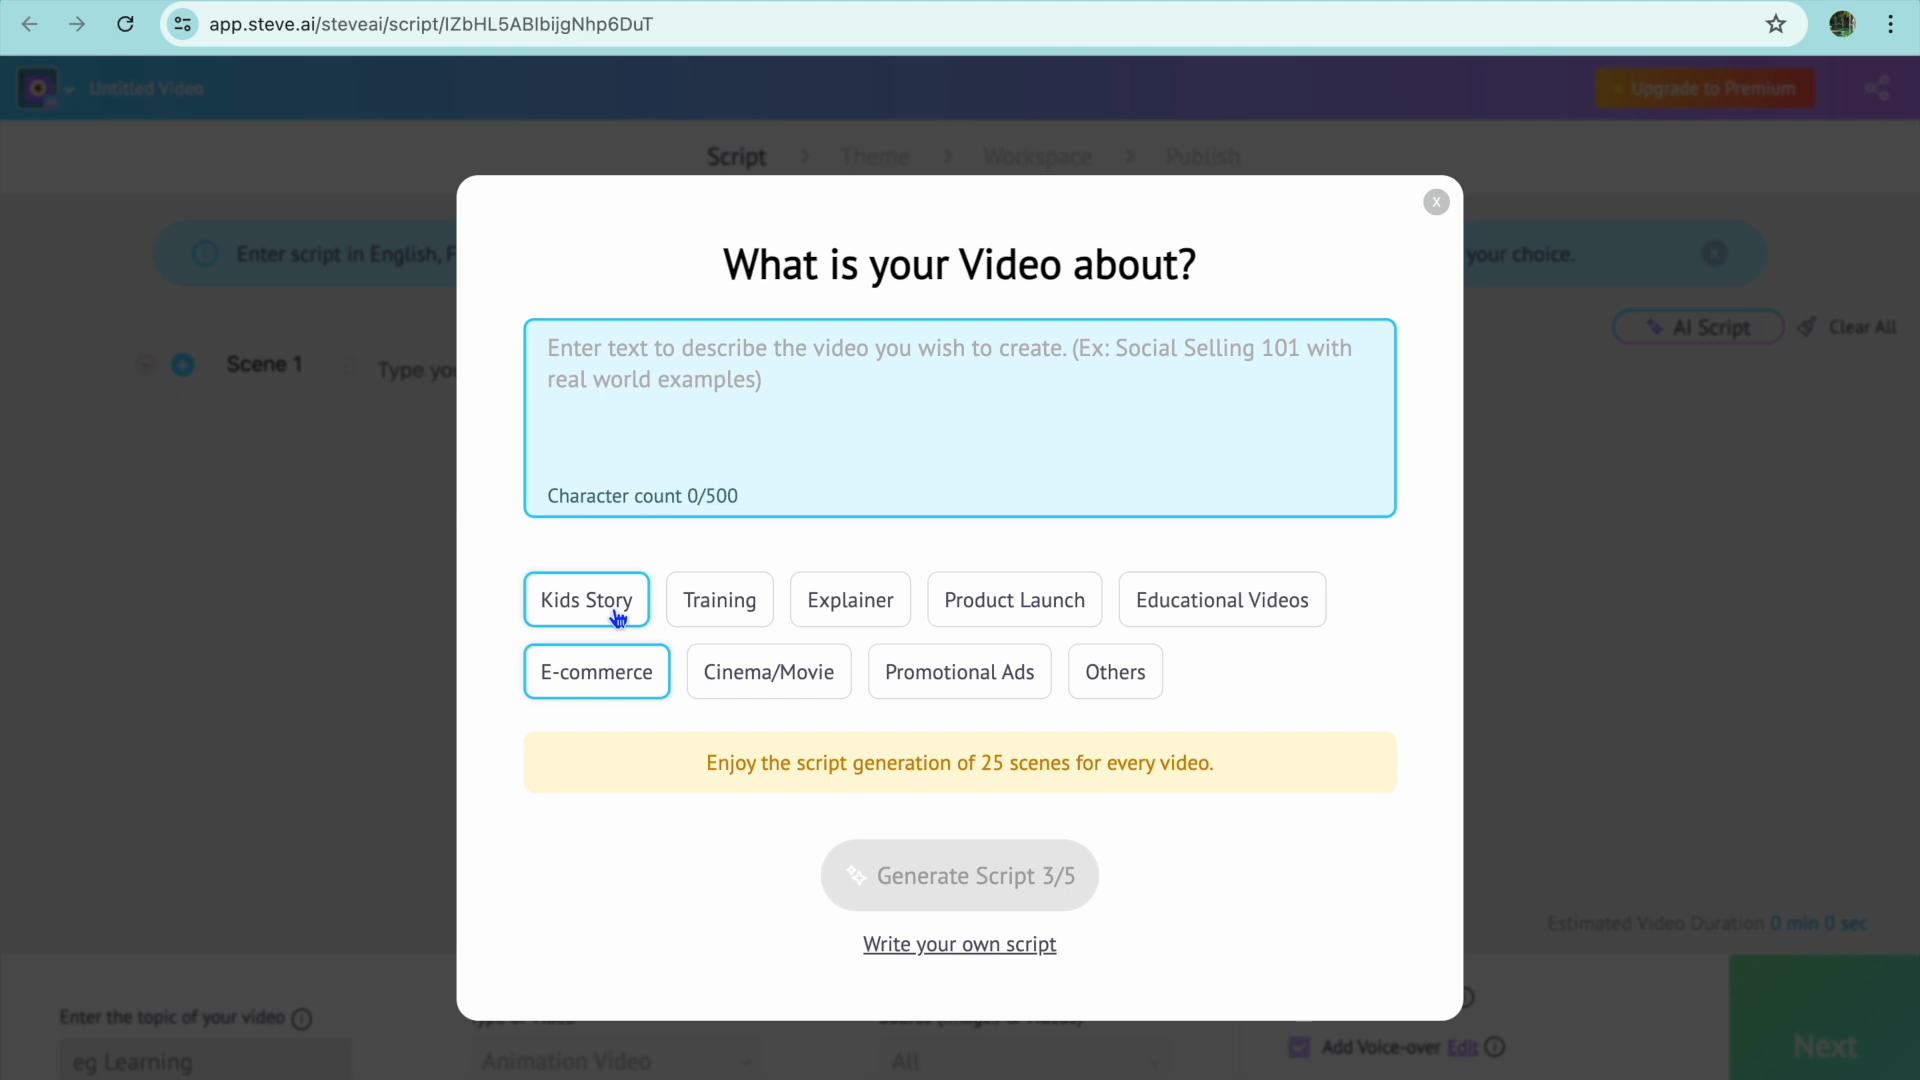 app.steve.ai/steveai/script/IZbHL5ABlbijgNhp6DuT
Untitled Video
Upgrade to Premium
Script > Theme > Workspace > Publish
X
Enter script in English, F
your choice.
What is your Video about?
AI Script
Clear All
Scene 1
Type you
Enter text to describe the video you wish to create. (Ex: Social Selling 101 with
real world examples)
Character count 0/500
Kids Story
Training
Explainer
Product Launch
Educational Videos
E-commerce
Cinema/Movie
Promotional Ads
Others
Enjoy the script generation of 25 scenes for every video.
Generate Script 3/5
Write your own script
Estimated Video Duration 0 min 0 sec
Enter the topic of your video
eg Learning
Animation Video
All
Add Voice-over Edit
Next